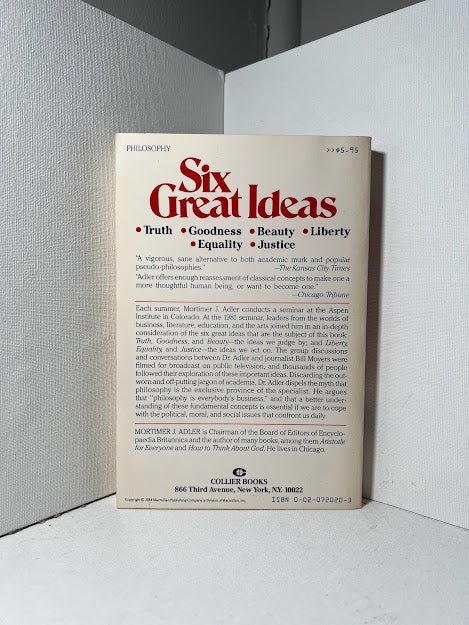 PHILOSOPHY >>$5.95
Six
Great Ideas
• Truth • Goodness • Beauty • Liberty
• Equality • Justice
"A vigorous, sane alternative to both academic murk and popular
pseudo-philosophies." —The Kansas City Times
"Adler offers enough reassessment of classical concepts to make one a
more thoughtful human being, or want to become one."
—Chicago Tribune
Each summer, Mortimer J. Adler conducts a seminar at the Aspen
Institute in Colorado. At the 1981 seminar, leaders from the worlds of
business, literature, education, and the arts joined him in an in-depth
consideration of the six great ideas that are the subject of this book:
Truth, Goodness, and Beauty—the ideas we judge by; and Liberty,
Equality, and Justice—the ideas we act on. The group discussions
and conversations between Dr. Adler and journalist Bill Moyers were
filmed for broadcast on public television, and thousands of people
followed their exploration of these important ideas. Discarding the out-
worn and off-putting jargon of academia, Dr. Adler dispels the myth that
philosophy is the exclusive province of the specialist. He argues
that "philosophy is everybody's business," and that a better under-
standing of these fundamental concepts is essential if we are to cope
with the political, moral, and social issues that confront us daily.
MORTIMER J. ADLER is Chairman of the Board of Editors of Encyclo-
paedia Britannica and the author of many books, among them Aristotle
for Everyone and How to Think About God. He lives in Chicago.
COLLIER BOOKS
866 Third Avenue, New York, N.Y. 10022
Copyright © 1984 Macmillan Publishing Company a Division of Macmillan, Inc. ISBN 0-02-072020-3